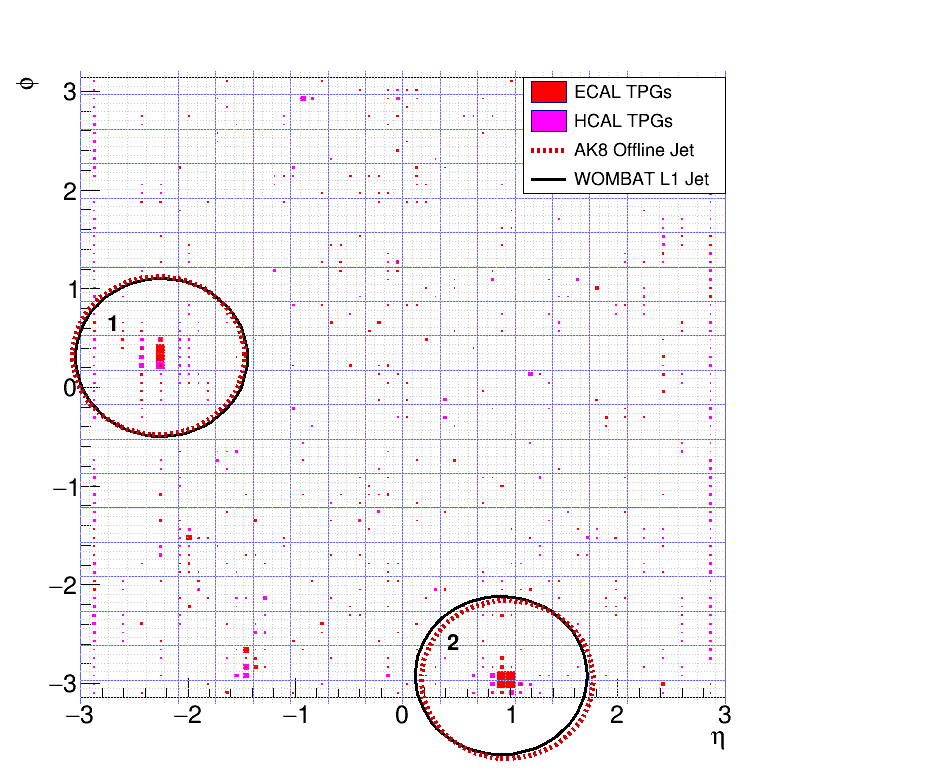 ϕ
3
2
1
0
−1
−2
−3
ECAL TPGs
HCAL TPGs
AK8 Offline Jet
WOMBAT L1 Jet
1
2
−3 −2 −1 0 1 2 3
η